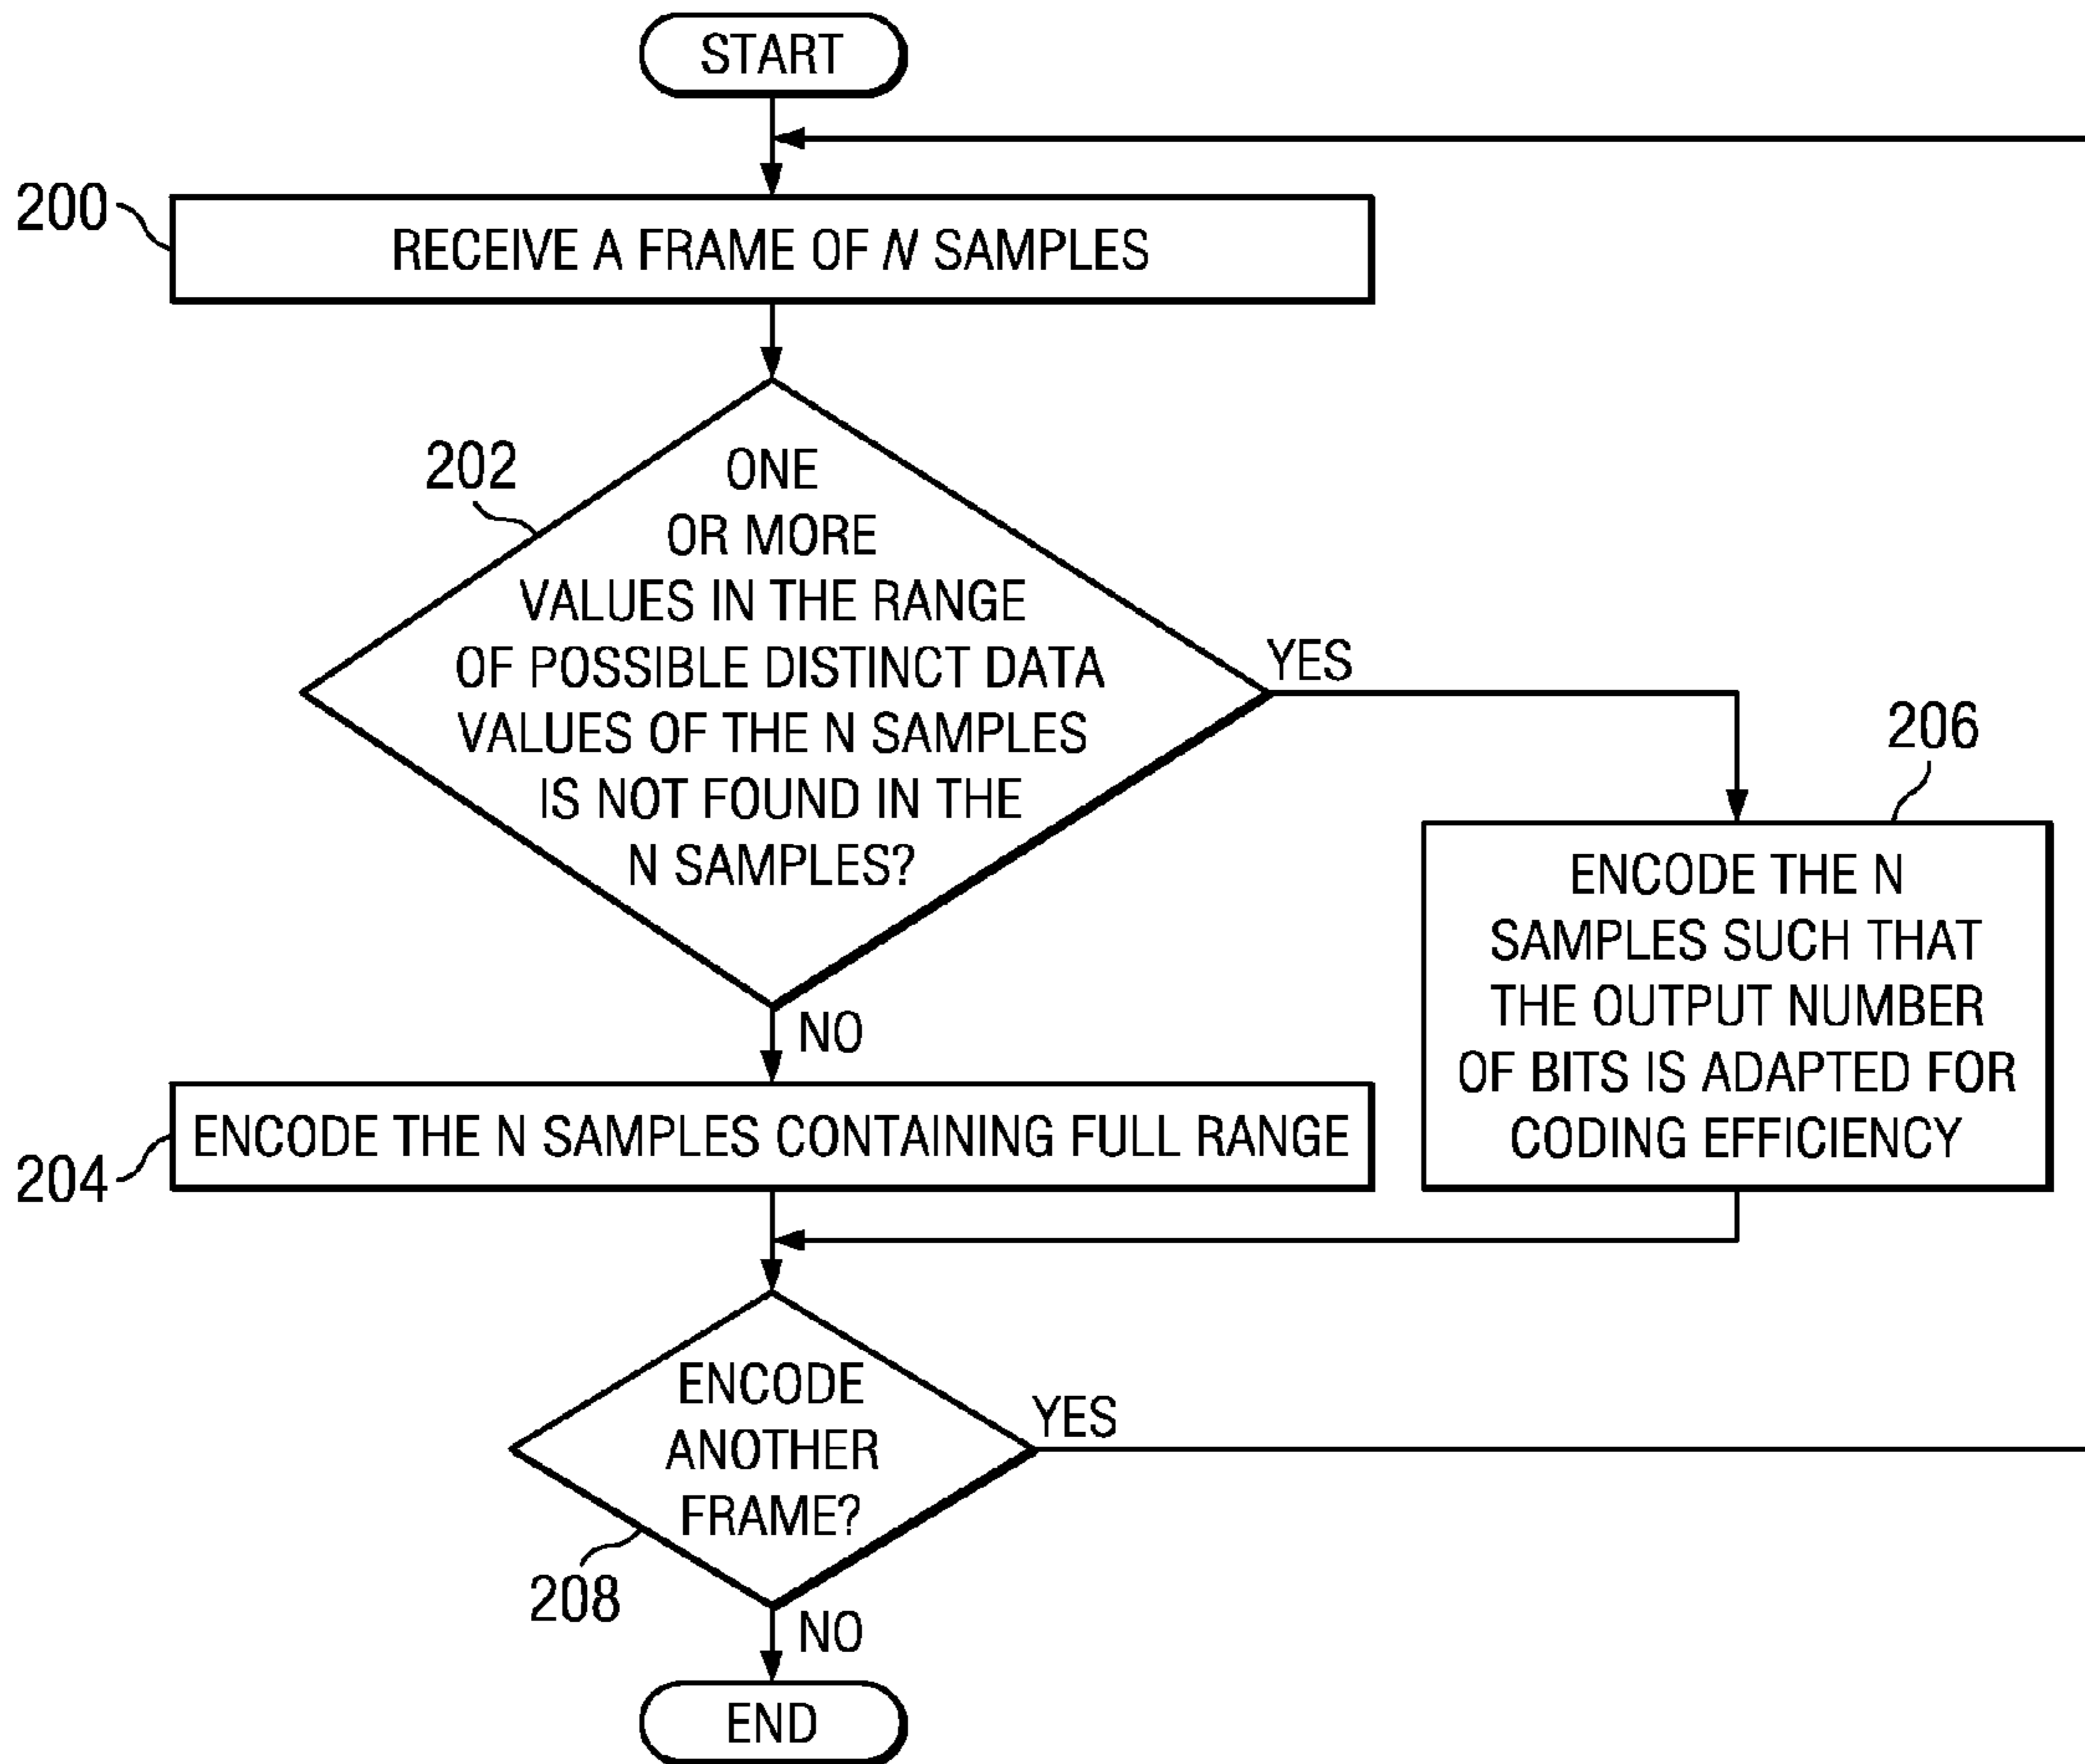 START
200
RECEIVE A FRAME OF N SAMPLES
202
ONE
OR MORE
VALUES IN THE RANGE
OF POSSIBLE DISTINCT DATA
VALUES OF THE N SAMPLES
IS NOT FOUND IN THE
N SAMPLES?
YES
NO
206
ENCODE THE N
SAMPLES SUCH THAT
THE OUTPUT NUMBER
OF BITS IS ADAPTED FOR
CODING EFFICIENCY
204
ENCODE THE N SAMPLES CONTAINING FULL RANGE
ENCODE
ANOTHER
FRAME?
YES
208
NO
END